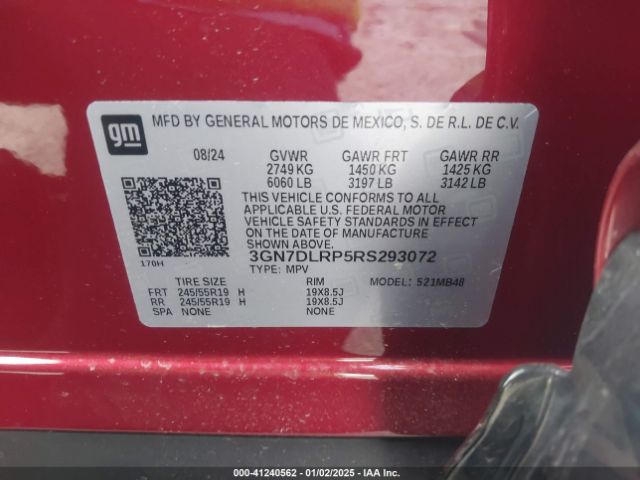 gm MFD BY GENERAL MOTORS DE MEXICO, S. DE R.L. DE C.V.
08/24 GVWR GAWR FRT GAWR RR
2749 KG 1450 KG 1425 KG
6060 LB 3197 LB 3142 LB
THIS VEHICLE CONFORMS TO ALL
APPLICABLE U.S. FEDERAL MOTOR
VEHICLE SAFETY STANDARDS IN EFFECT
ON THE DATE OF MANUFACTURE
SHOWN ABOVE.
170H 3GN7DLRP5RS293072
TYPE: MPV MODEL: 521MB48
TIRE SIZE RIM
FRT 245/55R19 H 19X8.5J
RR 245/55R19 H 19X8.5J
SPA NONE NONE
000-41240562 - 01/02/2025 - IAA Inc.